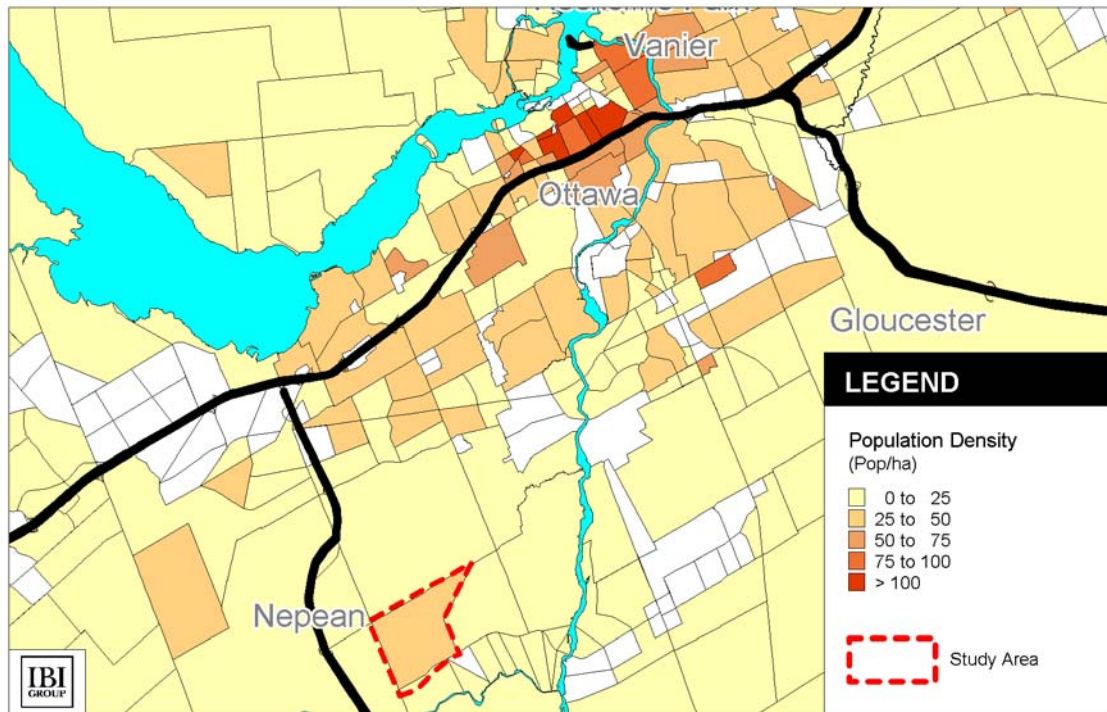 Vanier
Ottawa
Gloucester
Nepean
LEGEND
Population Density
(Pop/ha)
0 to 25
25 to 50
50 to 75
75 to 100
> 100
Study Area
IBI
GROUP